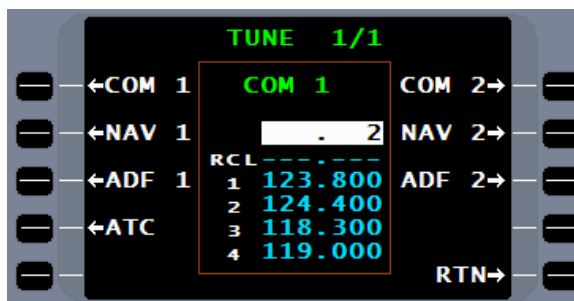 TUNE 1/1
←COM 1 COM 1 COM 2→
←NAV 1 . 2 NAV 2→
RCL---.---
←ADF 1 1 123.800 ADF 2→
2 124.400
←ATC 3 118.300
4 119.000
RTN→